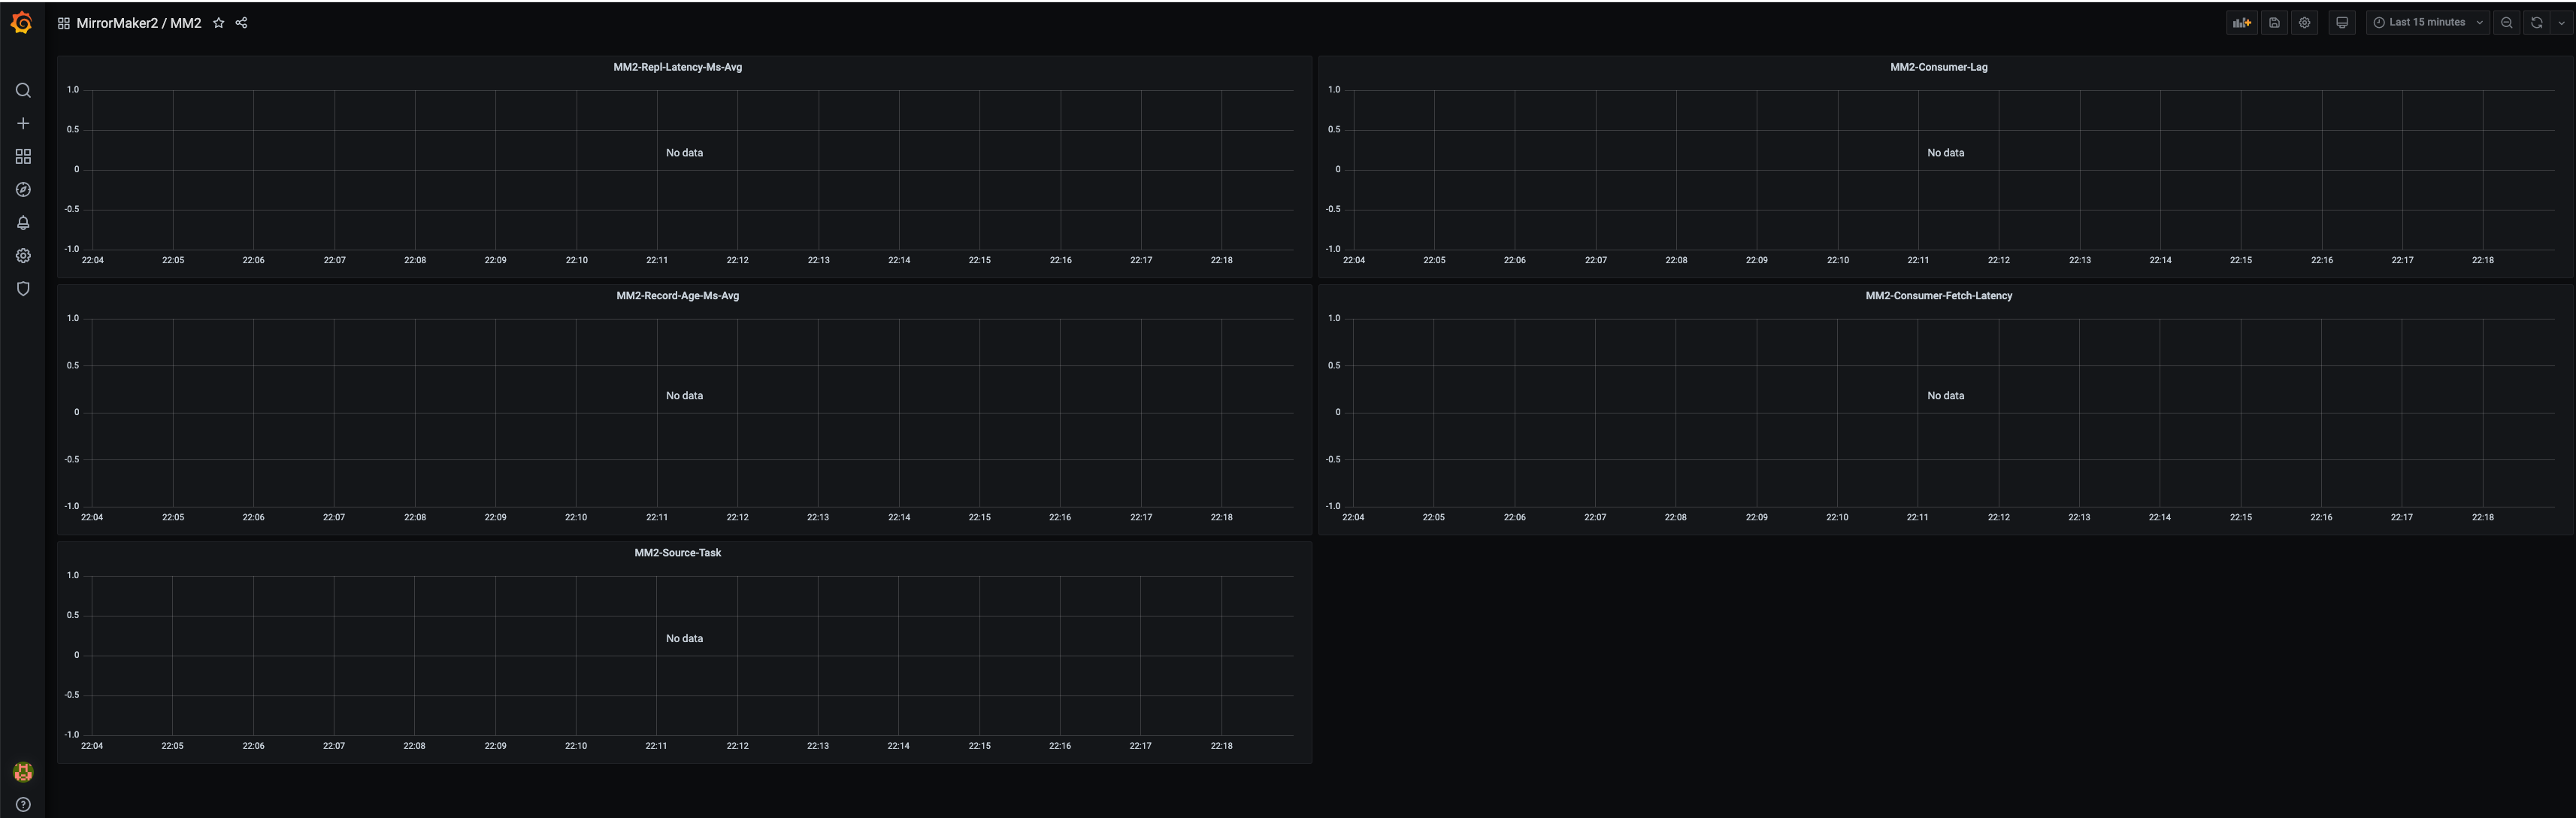 MirrorMaker2 / MM2
Last 15 minutes
MM2-Repl-Latency-Ms-Avg
1.0
0.5
No data
0
-0.5
-1.0
22:04 22:05 22:06 22:07 22:08 22:09 22:10 22:11 22:12 22:13 22:14 22:15 22:16 22:17 22:18
MM2-Consumer-Lag
1.0
0.5
No data
0
-0.5
-1.0
22:04 22:05 22:06 22:07 22:08 22:09 22:10 22:11 22:12 22:13 22:14 22:15 22:16 22:17 22:18
MM2-Record-Age-Ms-Avg
1.0
0.5
No data
0
-0.5
-1.0
22:04 22:05 22:06 22:07 22:08 22:09 22:10 22:11 22:12 22:13 22:14 22:15 22:16 22:17 22:18
MM2-Consumer-Fetch-Latency
1.0
0.5
No data
0
-0.5
-1.0
22:04 22:05 22:06 22:07 22:08 22:09 22:10 22:11 22:12 22:13 22:14 22:15 22:16 22:17 22:18
MM2-Source-Task
1.0
0.5
No data
0
-0.5
-1.0
22:04 22:05 22:06 22:07 22:08 22:09 22:10 22:11 22:12 22:13 22:14 22:15 22:16 22:17 22:18